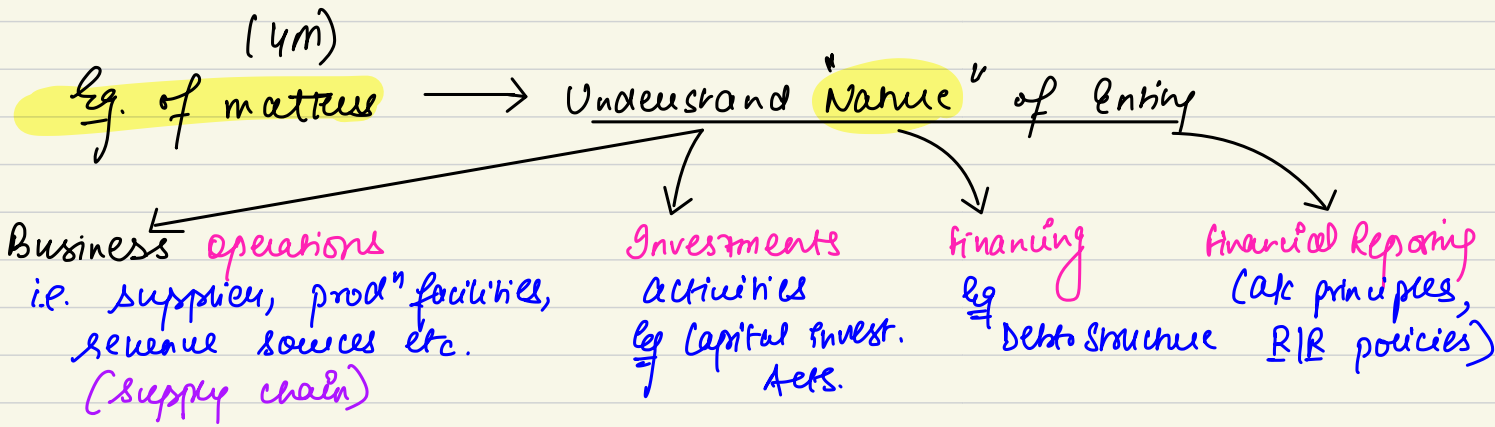 (4M)
Eg. of matters → Understand "Nature" of Entity
Business operations Investments financing financial Reporting
i.e. supplier, prodⁿ facilities, activities Eg (A/c principles,
revenue sources etc. Eg Capital invest. Debt Structure R/R policies)
(supply chain) Acts.